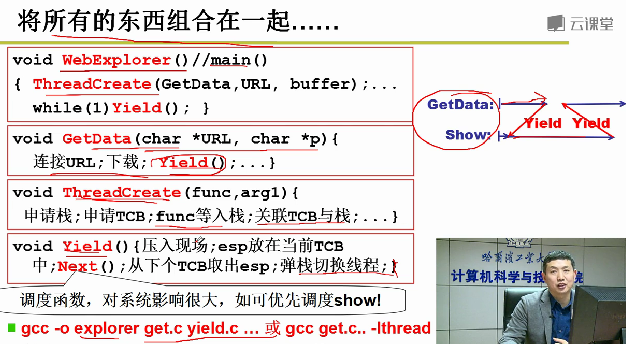 将所有的东西组合在一起……
云课堂
void WebExplorer()//main()
{ ThreadCreate(GetData,URL, buffer);...
while(1)Yield(); }
void GetData(char *URL, char *p){
连接URL;下载; Yield();...}
void ThreadCreate(func,arg1){
申请栈;申请TCB;func等入栈;关联TCB与栈;...}
void Yield(){压入现场;esp放在当前TCB
中;Next();从下个TCB取出esp;弹栈切换线程;}
调度函数，对系统影响很大，如可优先调度show!
gcc -o explorer get.c yield.c … 或 gcc get.c.. -lthread
GetData:
Yield Yield
Show:
哈爾濱工業大
计算机科学与技
院